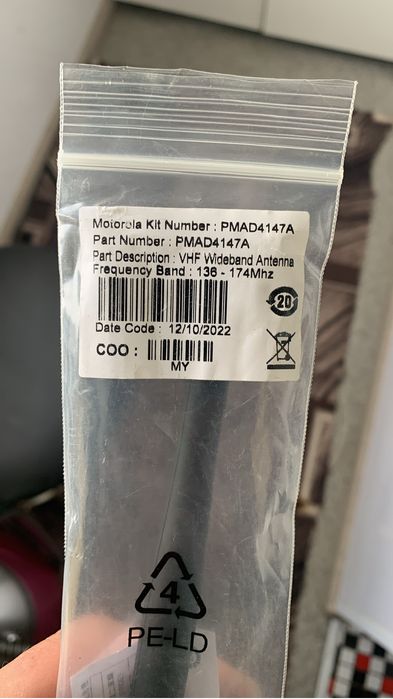 Motorola Kit Number : PMAD4147A
Part Number : PMAD4147A
Part Description : VHF Wideband Antenna
Frequency Band : 136 - 174Mhz
20
Date Code : 12/10/2022
COO :
MY
4
PE-LD